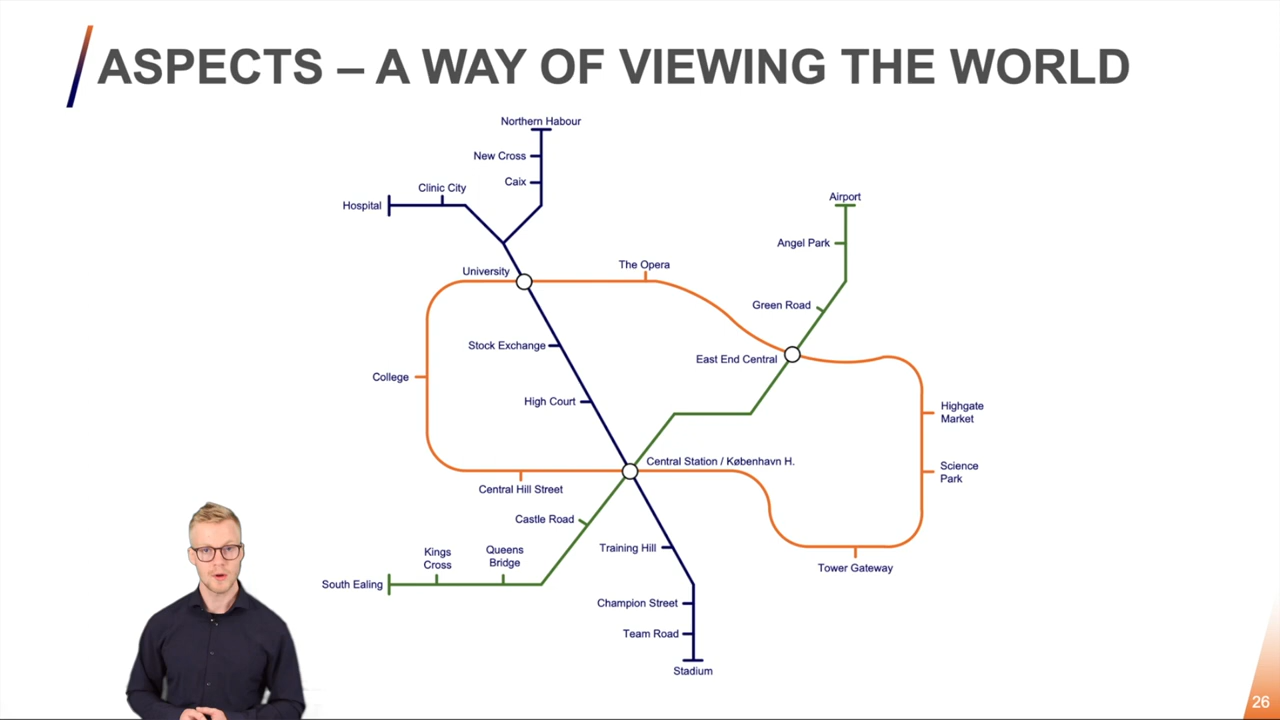 ASPECTS – A WAY OF VIEWING THE WORLD
Northern Habour
New Cross
Caix
Clinic City
Hospital
Airport
Angel Park
University
The Opera
Green Road
Stock Exchange
East End Central
College
High Court
Highgate
Market
Central Station / København H.
Science
Park
Central Hill Street
Castle Road
Kings
Cross
Queens
Bridge
Training Hill
Tower Gateway
South Ealing
Champion Street
Team Road
Stadium
26